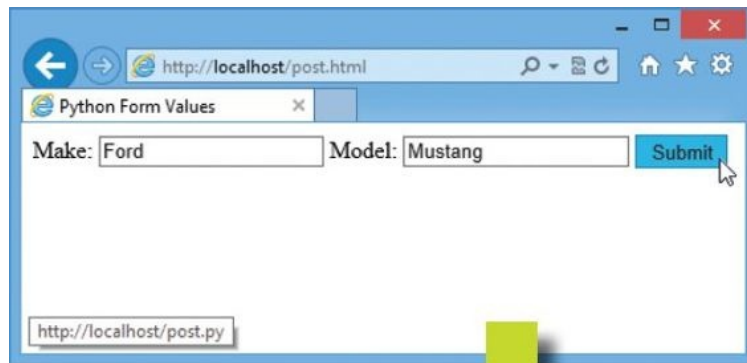 http://localhost/post.html
Python Form Values
Make: Ford Model: Mustang Submit
http://localhost/post.py